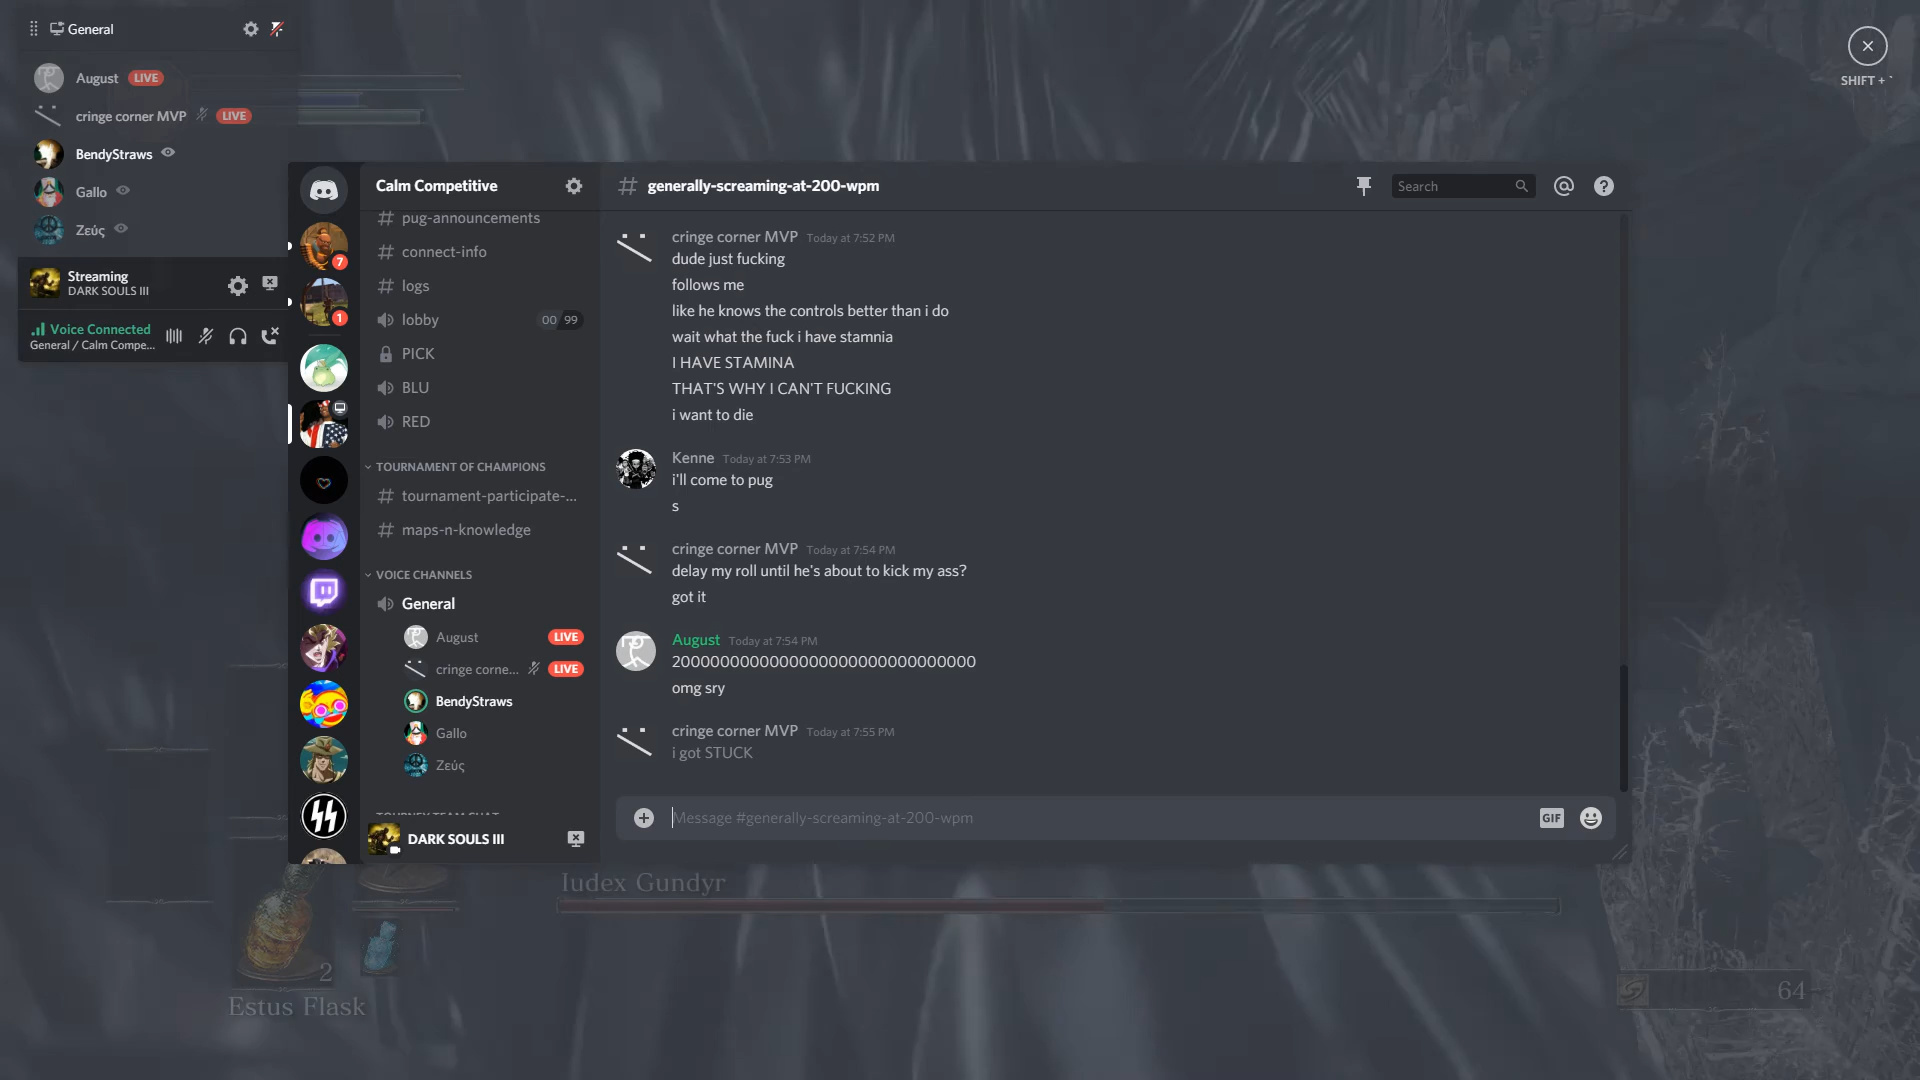 General
SHIFT + `
August LIVE
cringe corner MVP LIVE
BendyStraws
Gallo
Ζεύς
Streaming
DARK SOULS III
Voice Connected
General / Calm Compe...
7
1
Calm Competitive
pug-announcements
connect-info
logs
lobby 00 99
PICK
BLU
RED
TOURNAMENT OF CHAMPIONS
tournament-participate-...
maps-n-knowledge
VOICE CHANNELS
General
August LIVE
cringe corne... LIVE
BendyStraws
Gallo
Ζεύς
TOURNEY TEAM CHAT
DARK SOULS III
# generally-screaming-at-200-wpm
Search
cringe corner MVP Today at 7:52 PM
dude just fucking
follows me
like he knows the controls better than i do
wait what the fuck i have stamnia
I HAVE STAMINA
THAT'S WHY I CAN'T FUCKING
i want to die
Kenne Today at 7:53 PM
i'll come to pug
s
cringe corner MVP Today at 7:54 PM
delay my roll until he's about to kick my ass?
got it
August Today at 7:54 PM
omg sry
cringe corner MVP Today at 7:55 PM
i got STUCK
Message #generally-screaming-at-200-wpm
GIF
Iudex Gundyr
2
Estus Flask
64